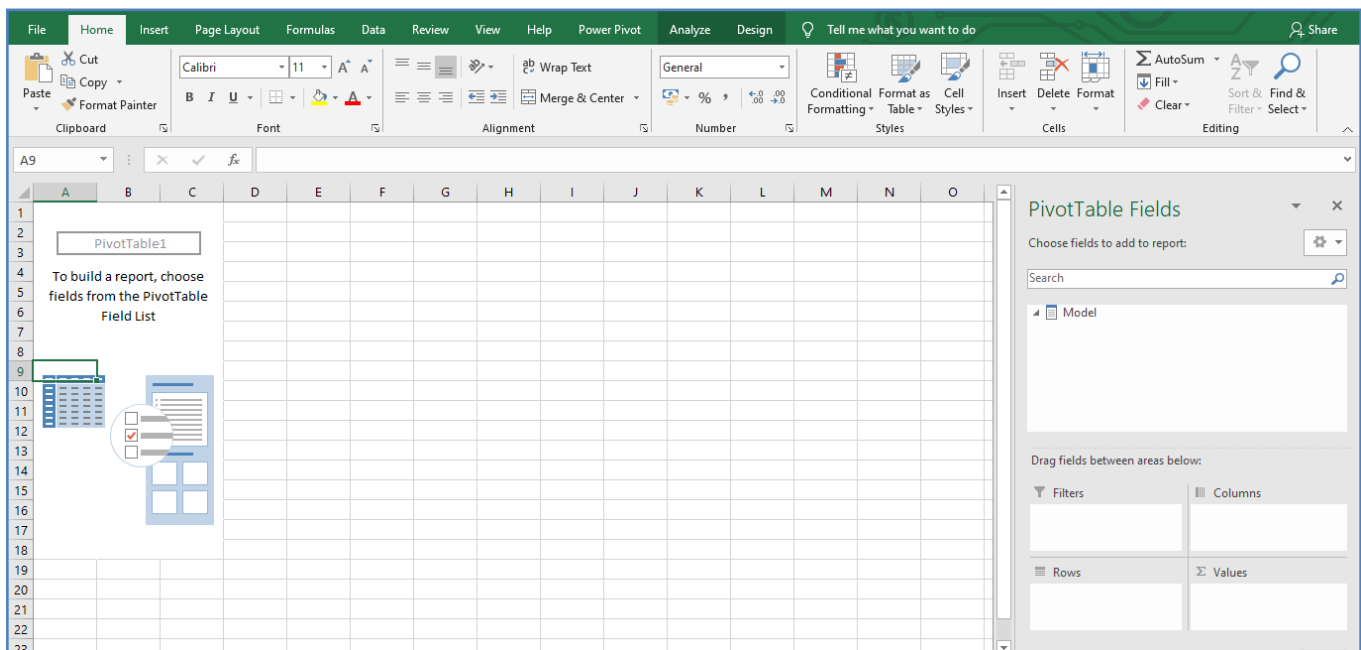 File Home Insert Page Layout Formulas Data Review View Help Power Pivot Analyze Design Tell me what you want to do Share
Cut
Copy
Format Painter
Paste
Clipboard
Calibri 11 A A
B I U A
Font
ab Wrap Text
Merge & Center
Alignment
General
% , .00 .0
Number
Conditional Formatting
Format as Table
Cell Styles
Styles
Insert Delete Format
Cells
AutoSum
Fill
Clear
Sort & Filter
Find & Select
Editing
A9 fx
A B C D E F G H I J K L M N O
1
2
3
4
5
6
7
8
9
10
11
12
13
14
15
16
17
18
19
20
21
22
23
PivotTable1
To build a report, choose
fields from the PivotTable
Field List
PivotTable Fields
Choose fields to add to report:
Search
Model
Drag fields between areas below:
Filters Columns
Rows Σ Values